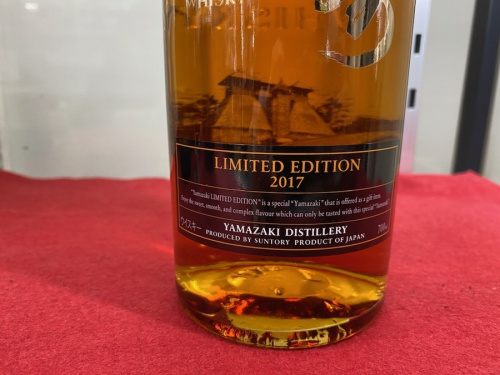 WHISKY
LIMITED EDITION
2017
"Yamazaki LIMITED EDITION" is a special "Yamazaki" that is offered as a gift item.
Enjoy the sweet, smooth, and complex flavour which can only be tasted with this special "Yamazaki".
ウイスキー
YAMAZAKI DISTILLERY
700ml
PRODUCED BY SUNTORY PRODUCT OF JAPAN